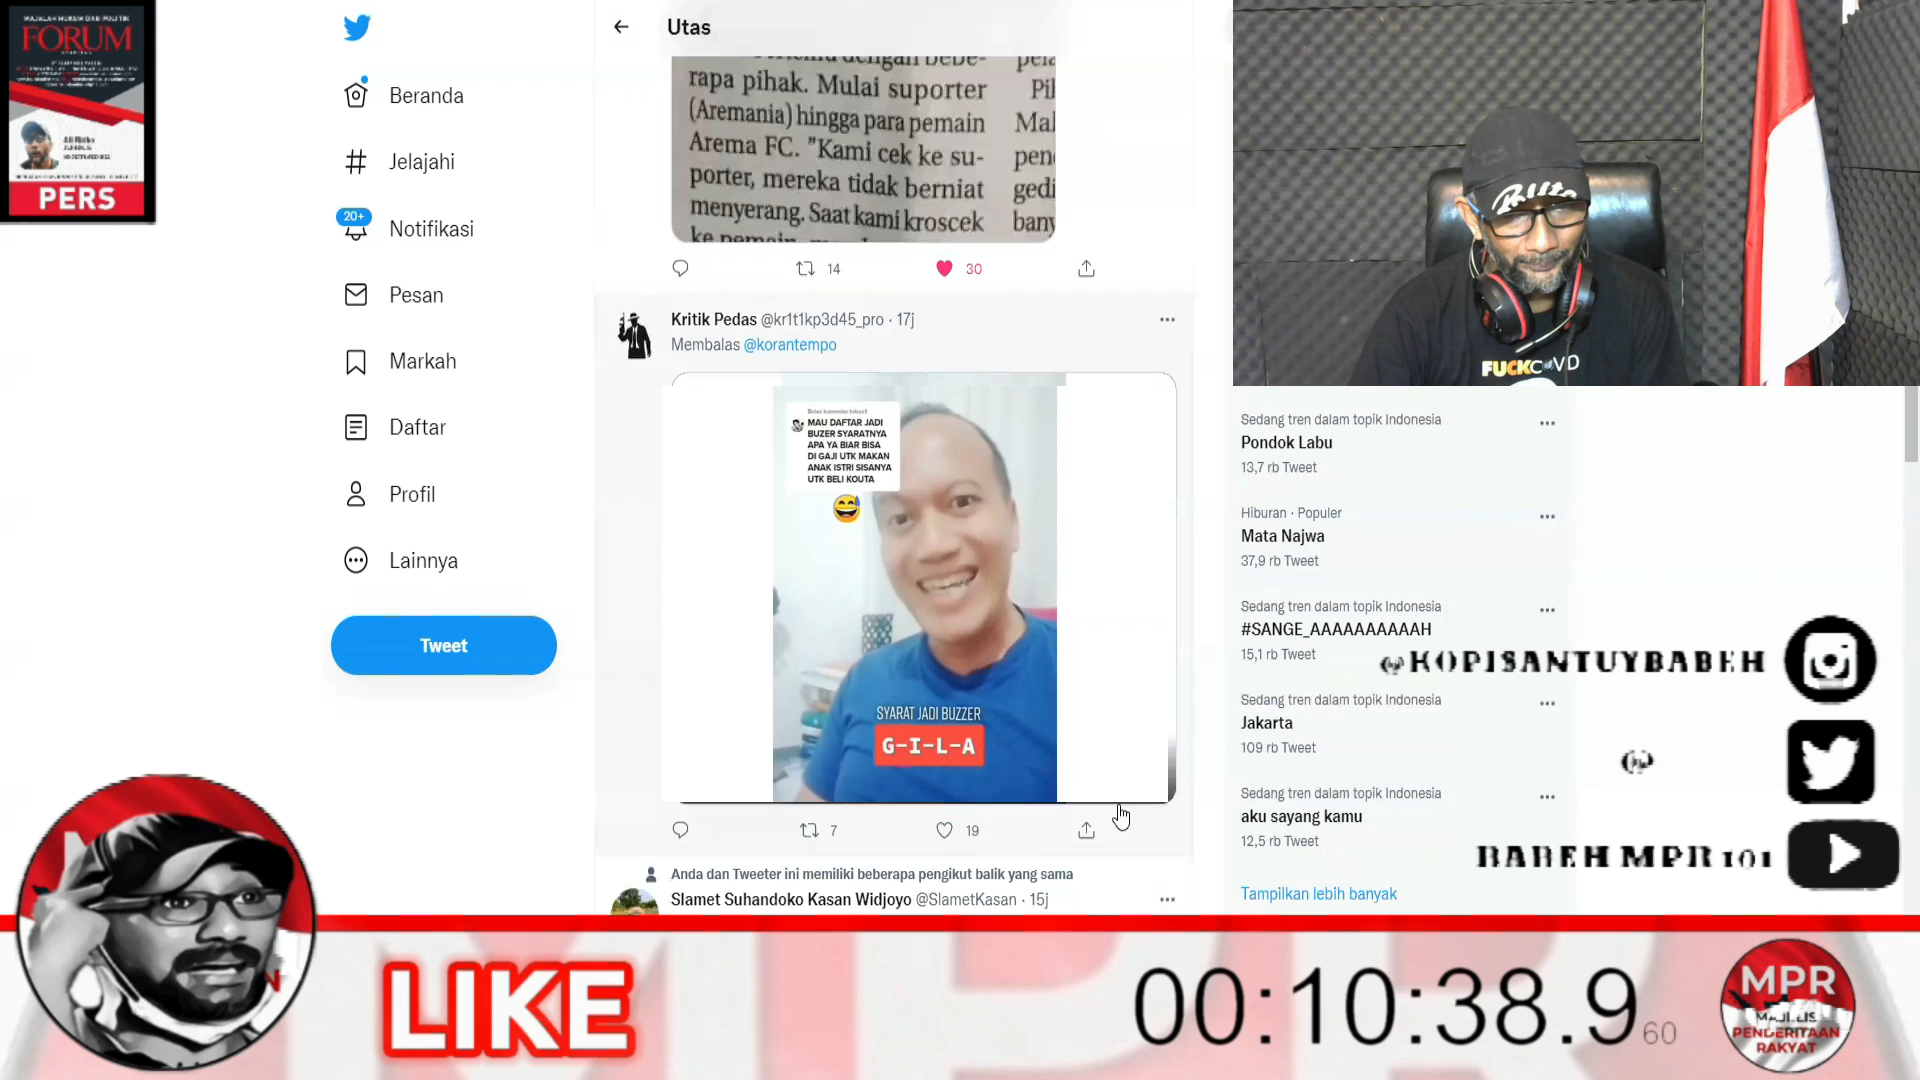 MAJALAH HUKUM DAN POLITIK
FORUM
PERS
Beranda
Jelajahi
20+
Notifikasi
Pesan
Markah
Daftar
Profil
Lainnya
Tweet
Utas
rapa pihak. Mulai suporter
(Aremania) hingga para pemain
Arema FC. "Kami cek ke su-
porter, mereka tidak berniat
menyerang. Saat kami kroscek
14
30
Kritik Pedas @kr1t1kp3d45_pro · 17j
Membalas @korantempo
MAU DAFTAR JADI
BUZER SYARATNYA
APA YA BIAR BISA
DI GAJI UTK MAKAN
ANAK ISTRI SISANYA
UTK BELI KOUTA
SYARAT JADI BUZZER
G-I-L-A
7
19
Anda dan Tweeter ini memiliki beberapa pengikut balik yang sama
Slamet Suhandoko Kasan Widjoyo @SlametKasan · 15j
FUCKCOVD
Sedang tren dalam topik Indonesia
Pondok Labu
13,7 rb Tweet
Hiburan · Populer
Mata Najwa
37,9 rb Tweet
Sedang tren dalam topik Indonesia
#SANGE_AAAAAAAAAAH
15,1 rb Tweet
@KOPISANTUYBABEH
Sedang tren dalam topik Indonesia
Jakarta
109 rb Tweet
@
Sedang tren dalam topik Indonesia
aku sayang kamu
12,5 rb Tweet
BABEH MPR 101
Tampilkan lebih banyak
LIKE
00:10:38.9
60
MPR
MAJELIS
PENDERITAAN
RAKYAT